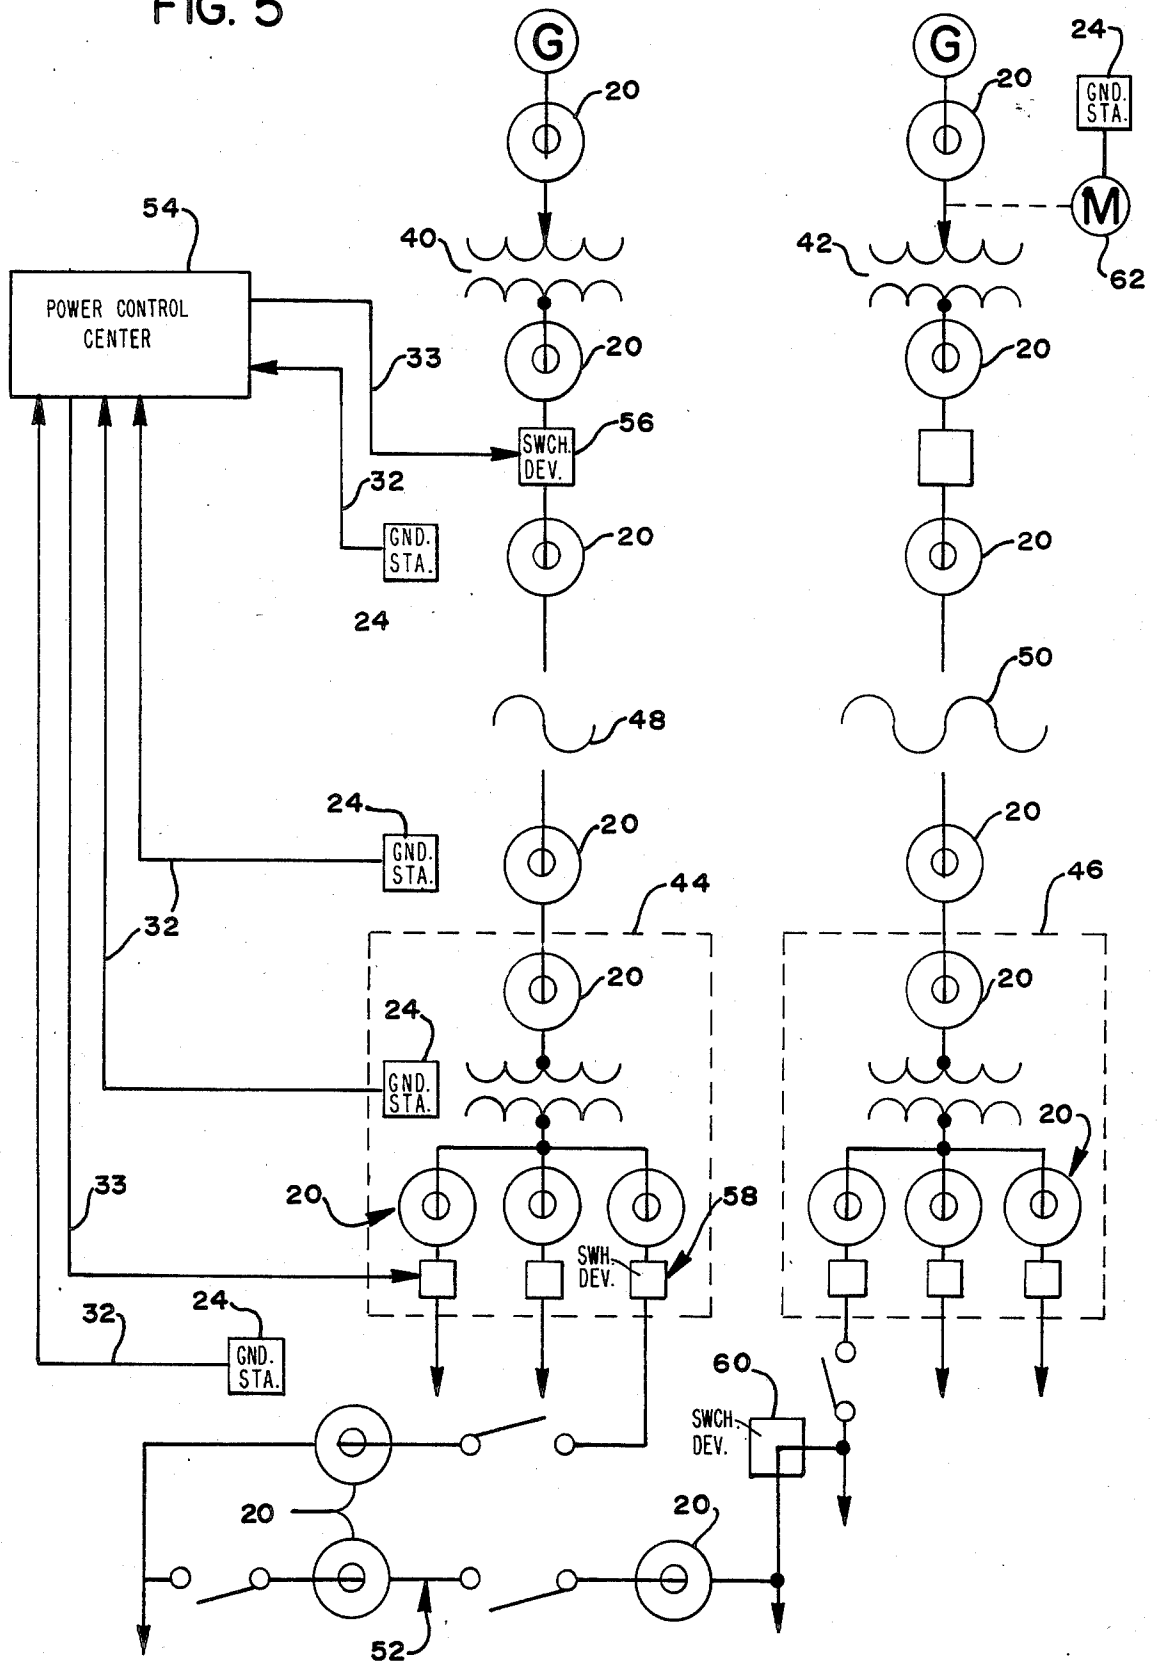 FIG. 5
G
G
24
20
20
GND.
STA.
54
M
40
42
62
POWER CONTROL
CENTER
33
20
20
56
SWCH.
DEV.
32
GND.
STA.
20
20
24
50
48
24
20
20
GND.
STA.
32
44
46
20
20
24
GND.
STA.
20
33
20
58
SWH.
DEV.
24
32
GND.
STA.
60
SWCH.
DEV.
20
20
52